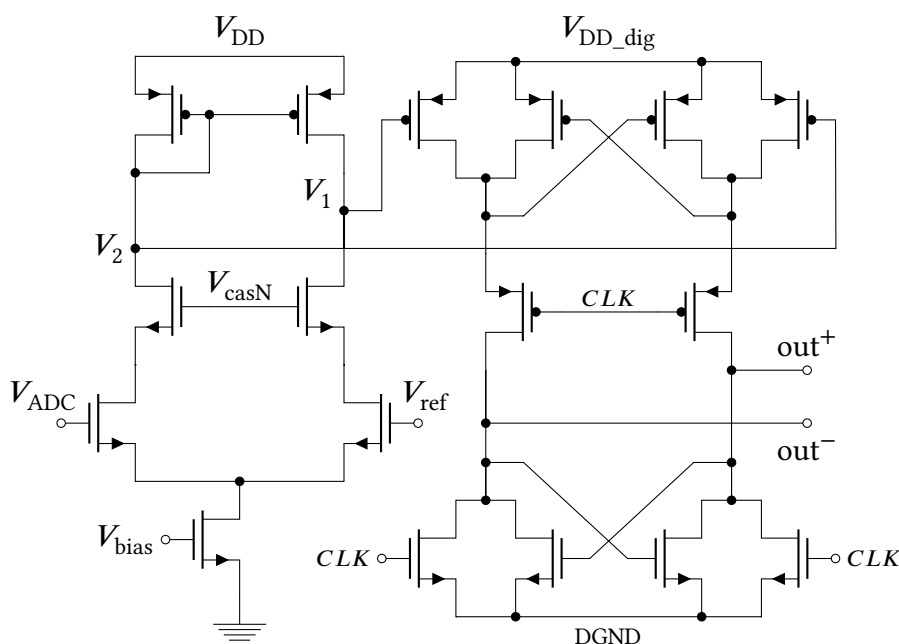 V_DD
V_DD_dig
V_1
V_2
V_casN
CLK
out⁺
V_ADC
V_ref
out⁻
V_bias
CLK
CLK
DGND